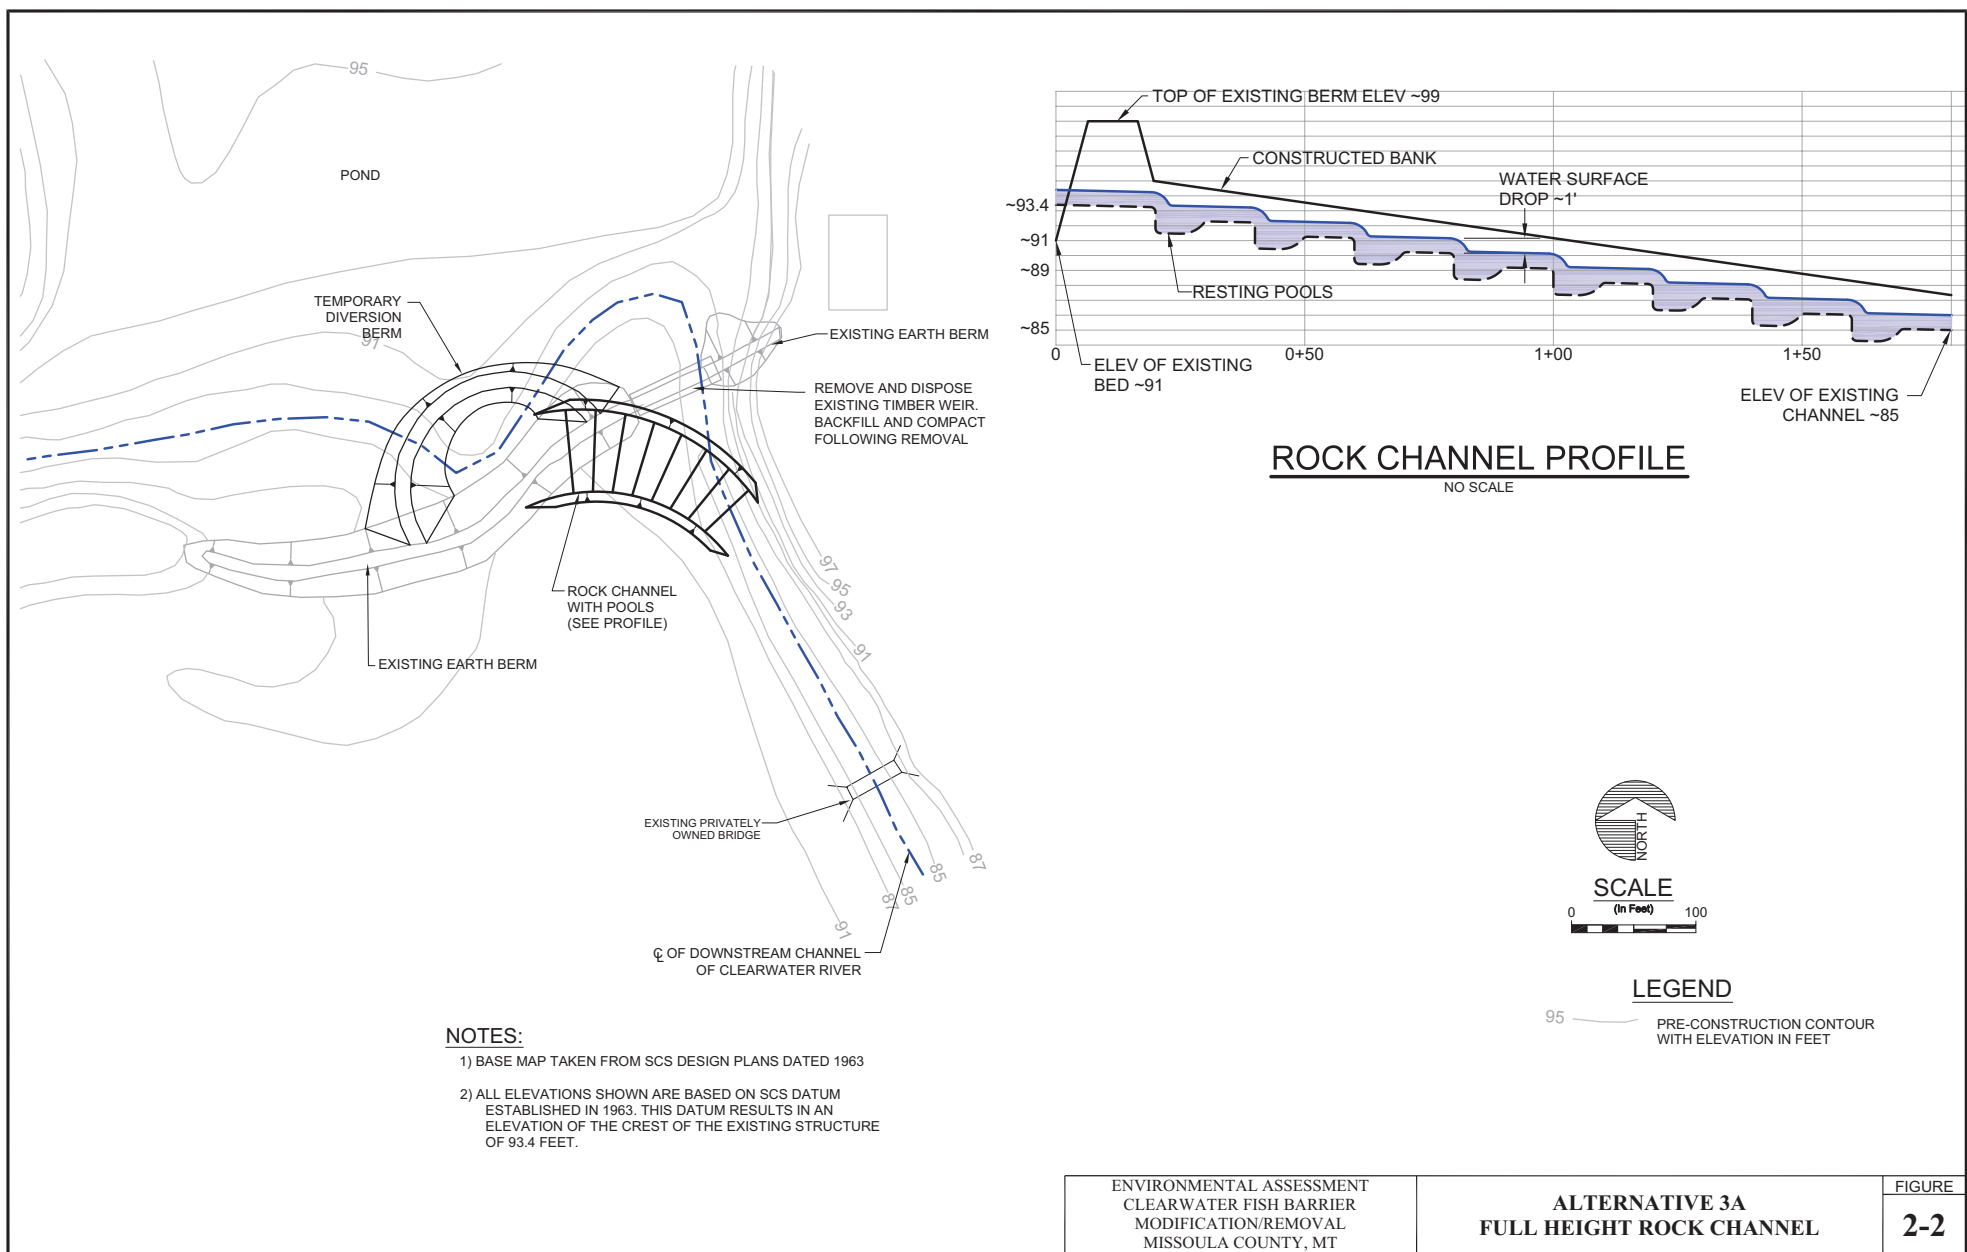 95
POND
TEMPORARY
DIVERSION
BERM
91
EXISTING EARTH BERM
REMOVE AND DISPOSE
EXISTING TIMBER WEIR.
BACKFILL AND COMPACT
FOLLOWING REMOVAL
ROCK CHANNEL
WITH POOLS
(SEE PROFILE)
EXISTING EARTH BERM
97
95
93
91
EXISTING PRIVATELY
OWNED BRIDGE
87
85
85
87
91
℄ OF DOWNSTREAM CHANNEL
OF CLEARWATER RIVER
NOTES:
1) BASE MAP TAKEN FROM SCS DESIGN PLANS DATED 1963
2) ALL ELEVATIONS SHOWN ARE BASED ON SCS DATUM
ESTABLISHED IN 1963. THIS DATUM RESULTS IN AN
ELEVATION OF THE CREST OF THE EXISTING STRUCTURE
OF 93.4 FEET.
TOP OF EXISTING BERM ELEV ~99
CONSTRUCTED BANK
WATER SURFACE
DROP ~1'
~93.4
~91
~89
~85
RESTING POOLS
0
0+50
1+00
1+50
ELEV OF EXISTING
BED ~91
ELEV OF EXISTING
CHANNEL ~85
ROCK CHANNEL PROFILE
NO SCALE
NORTH
SCALE
(In Feet)
0 100
LEGEND
95
PRE-CONSTRUCTION CONTOUR
WITH ELEVATION IN FEET
ENVIRONMENTAL ASSESSMENT
CLEARWATER FISH BARRIER
MODIFICATION/REMOVAL
MISSOULA COUNTY, MT
ALTERNATIVE 3A
FULL HEIGHT ROCK CHANNEL
FIGURE
2-2